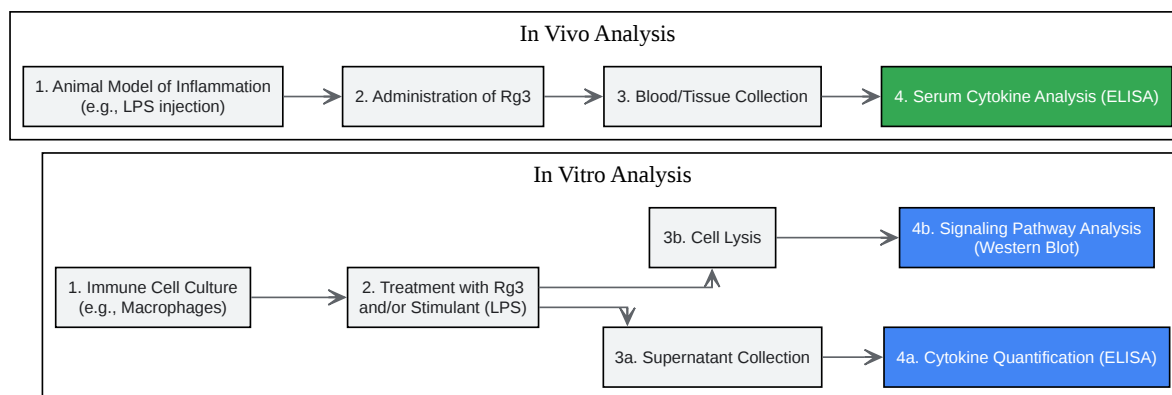 In Vivo Analysis
1. Animal Model of Inflammation
(e.g., LPS injection)
2. Administration of Rg3
3. Blood/Tissue Collection
4. Serum Cytokine Analysis (ELISA)
In Vitro Analysis
1. Immune Cell Culture
(e.g., Macrophages)
2. Treatment with Rg3
and/or Stimulant (LPS)
3b. Cell Lysis
4b. Signaling Pathway Analysis
(Western Blot)
3a. Supernatant Collection
4a. Cytokine Quantification (ELISA)